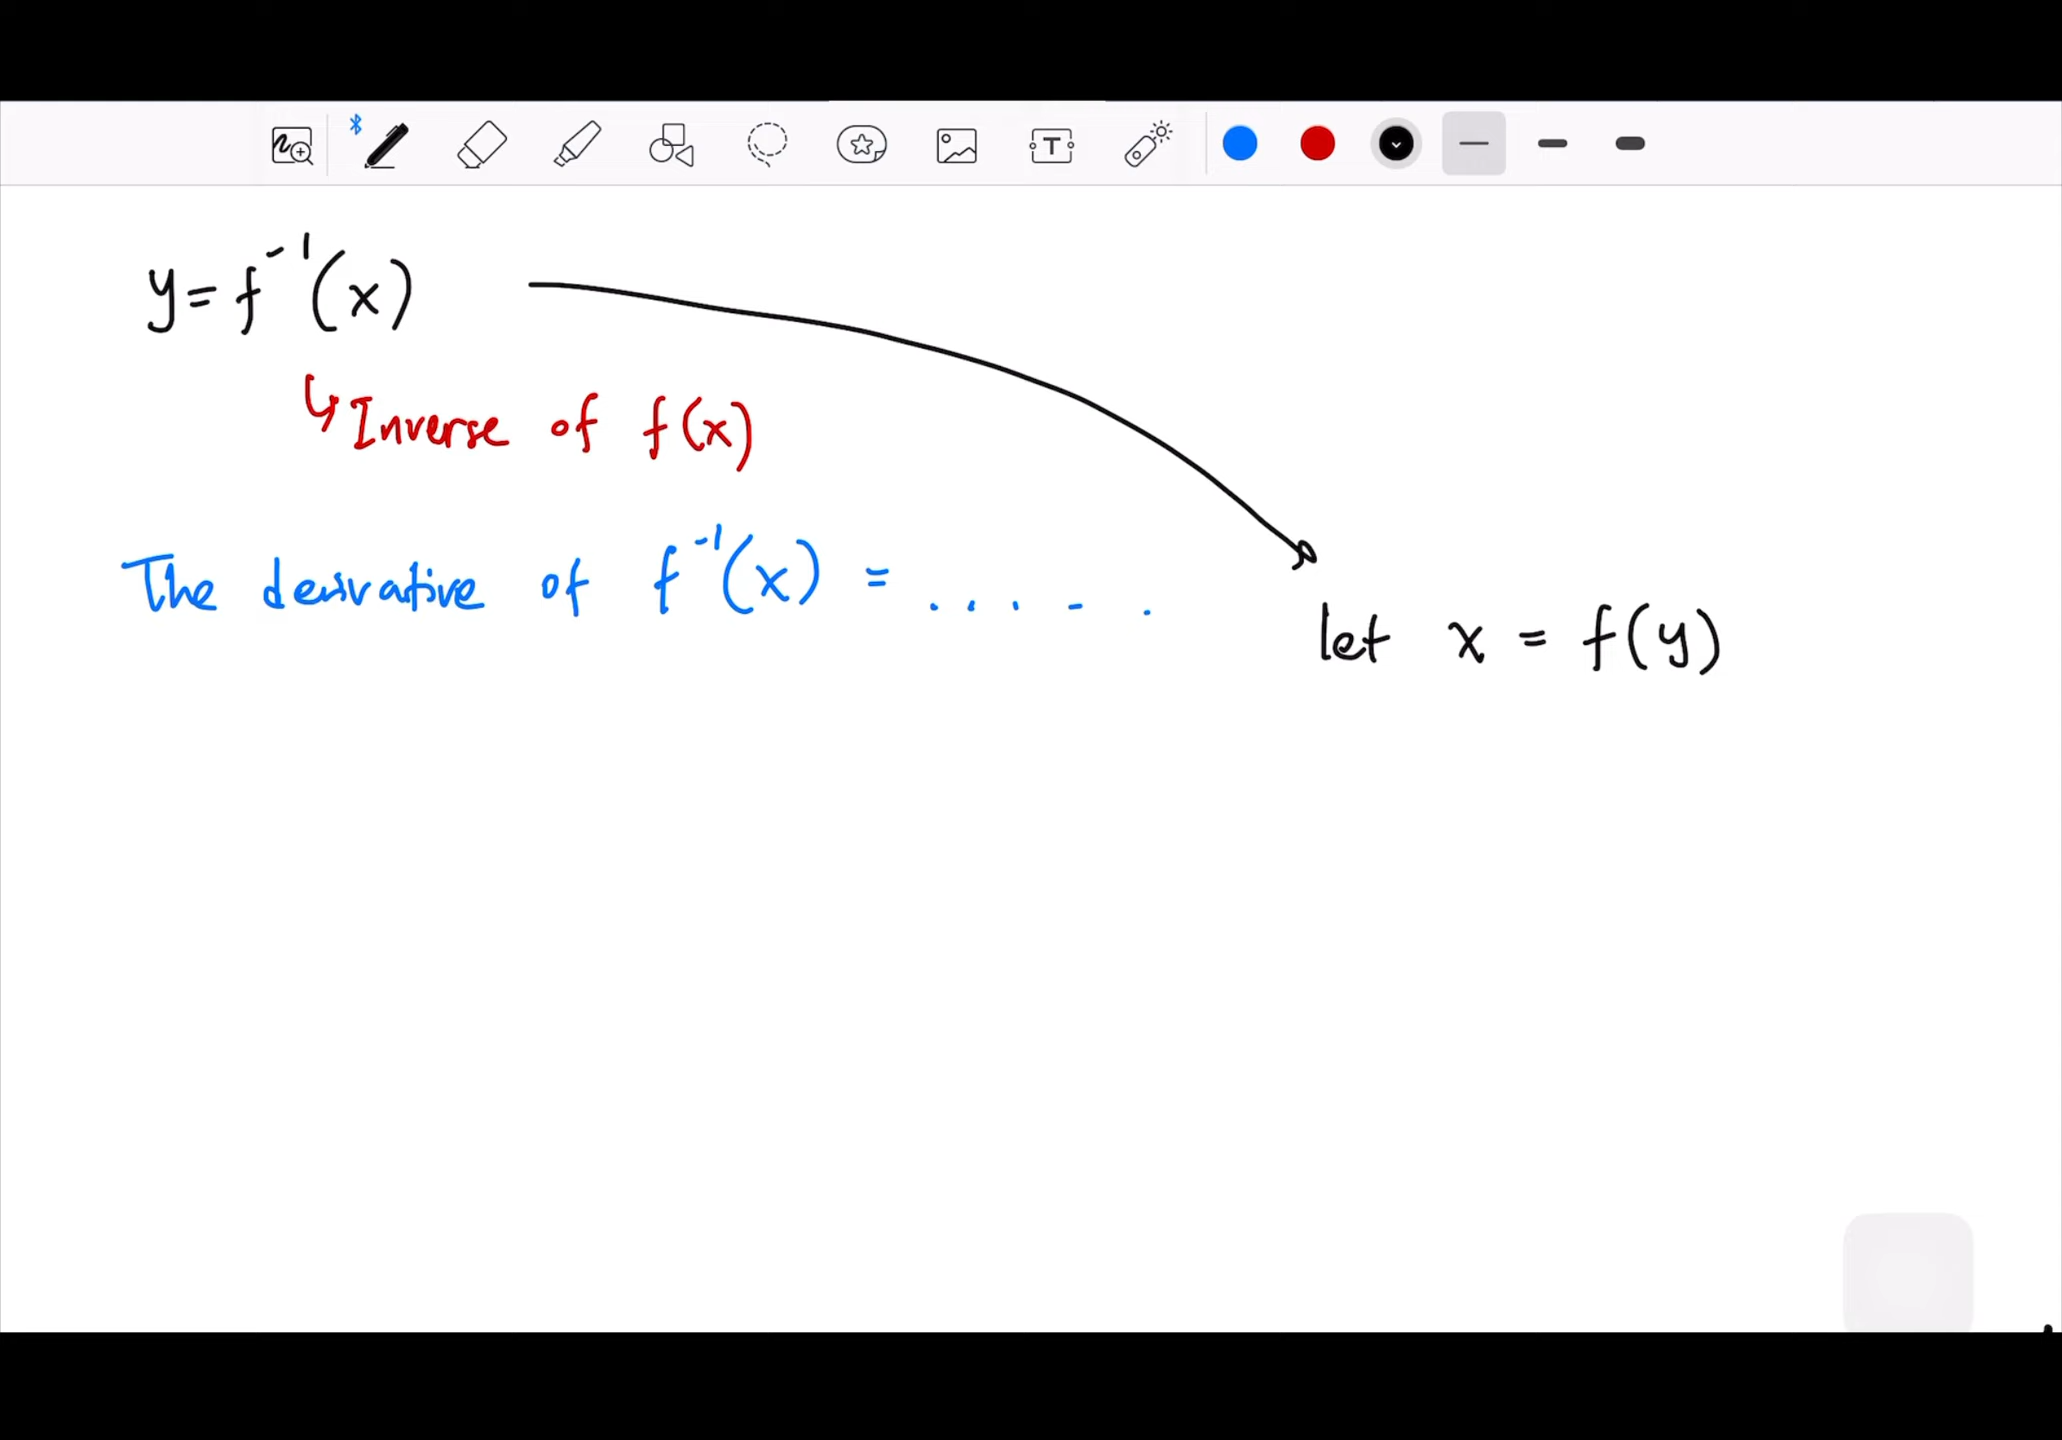 y = f⁻¹(x)
↳ Inverse of f(x)
The derivative of f⁻¹(x) = . . . . .
let x = f(y)